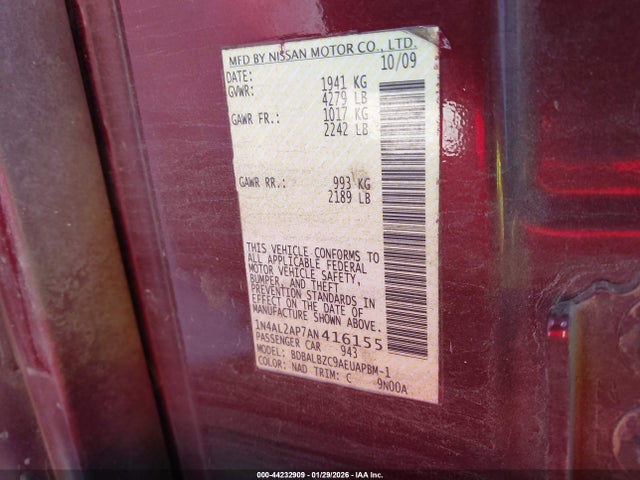 MFD BY NISSAN MOTOR CO., LTD.
DATE: 10/09
GVWR: 1941 KG
4279 LB
GAWR FR.: 1017 KG
2242 LB
GAWR RR.: 993 KG
2189 LB
THIS VEHICLE CONFORMS TO
ALL APPLICABLE FEDERAL
MOTOR VEHICLE SAFETY,
BUMPER, AND THEFT
PREVENTION STANDARDS IN
EFFECT ON THE DATE OF
MANUFACTURE SHOWN ABOVE.
1N4AL2AP7AN416155
PASSENGER CAR 943
MODEL: BDBALBZC9AEUAPBM-1
COLOR: NAD TRIM: C 9N00A
000-44232909 - 01/29/2026 - IAA Inc.